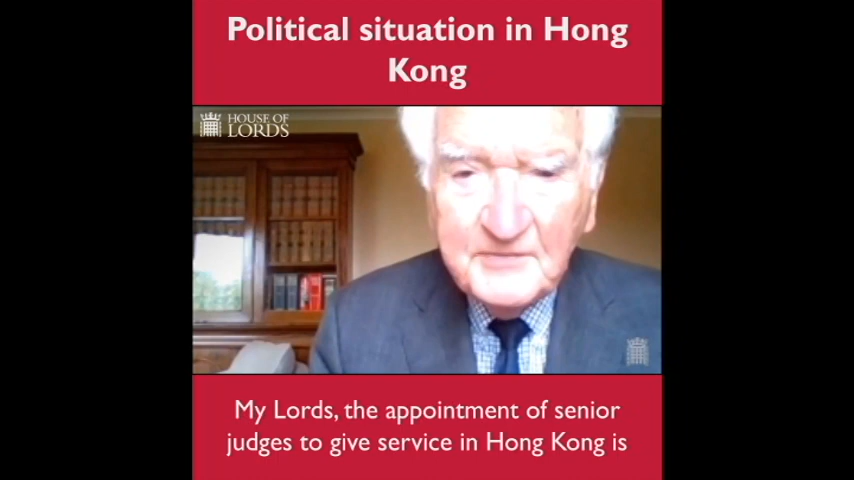 Political situation in Hong
Kong
HOUSE OF
LORDS
My Lords, the appointment of senior
judges to give service in Hong Kong is